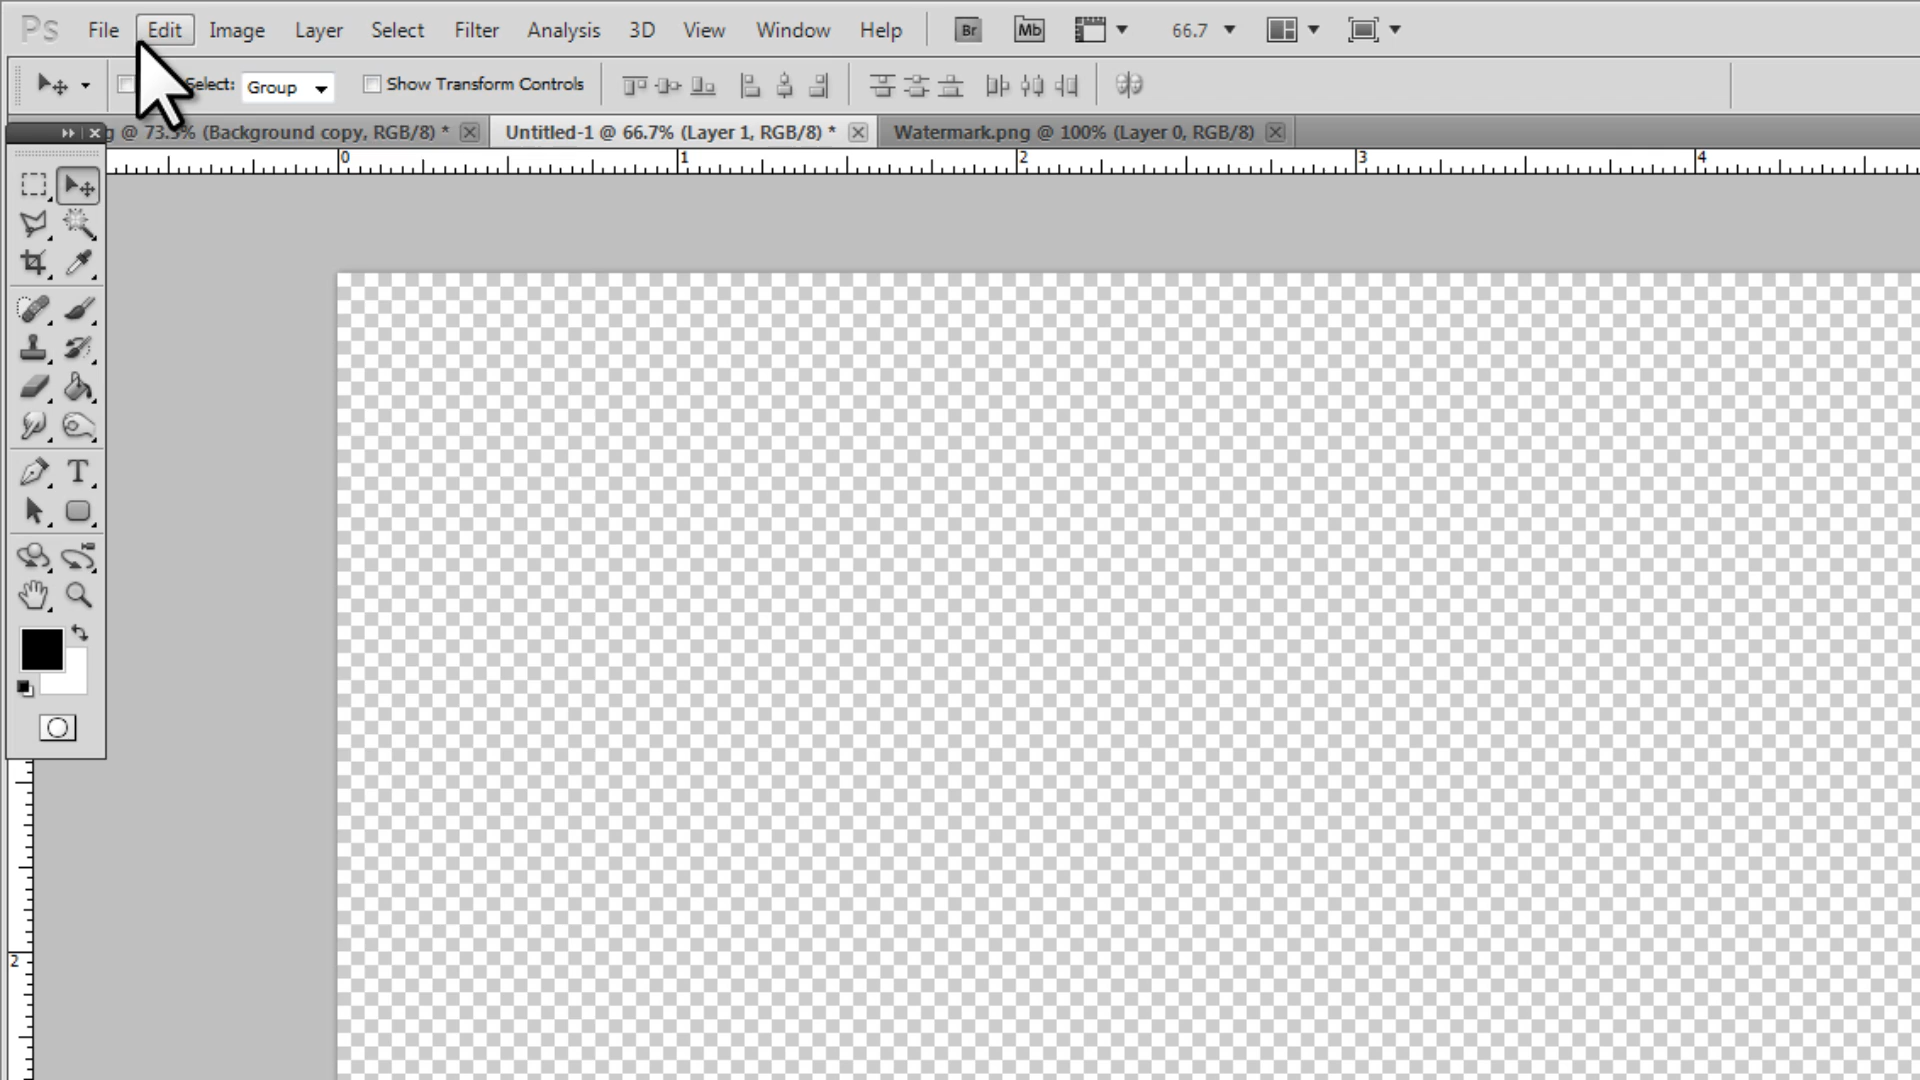 Ps File Edit Image Layer Select Filter Analysis 3D View Window Help Br Mb 66.7
Select: Group Show Transform Controls
g @ 73.3% (Background copy, RGB/8) * Untitled-1 @ 66.7% (Layer 1, RGB/8) * Watermark.png @ 100% (Layer 0, RGB/8)
0 1 2 3 4
T
2